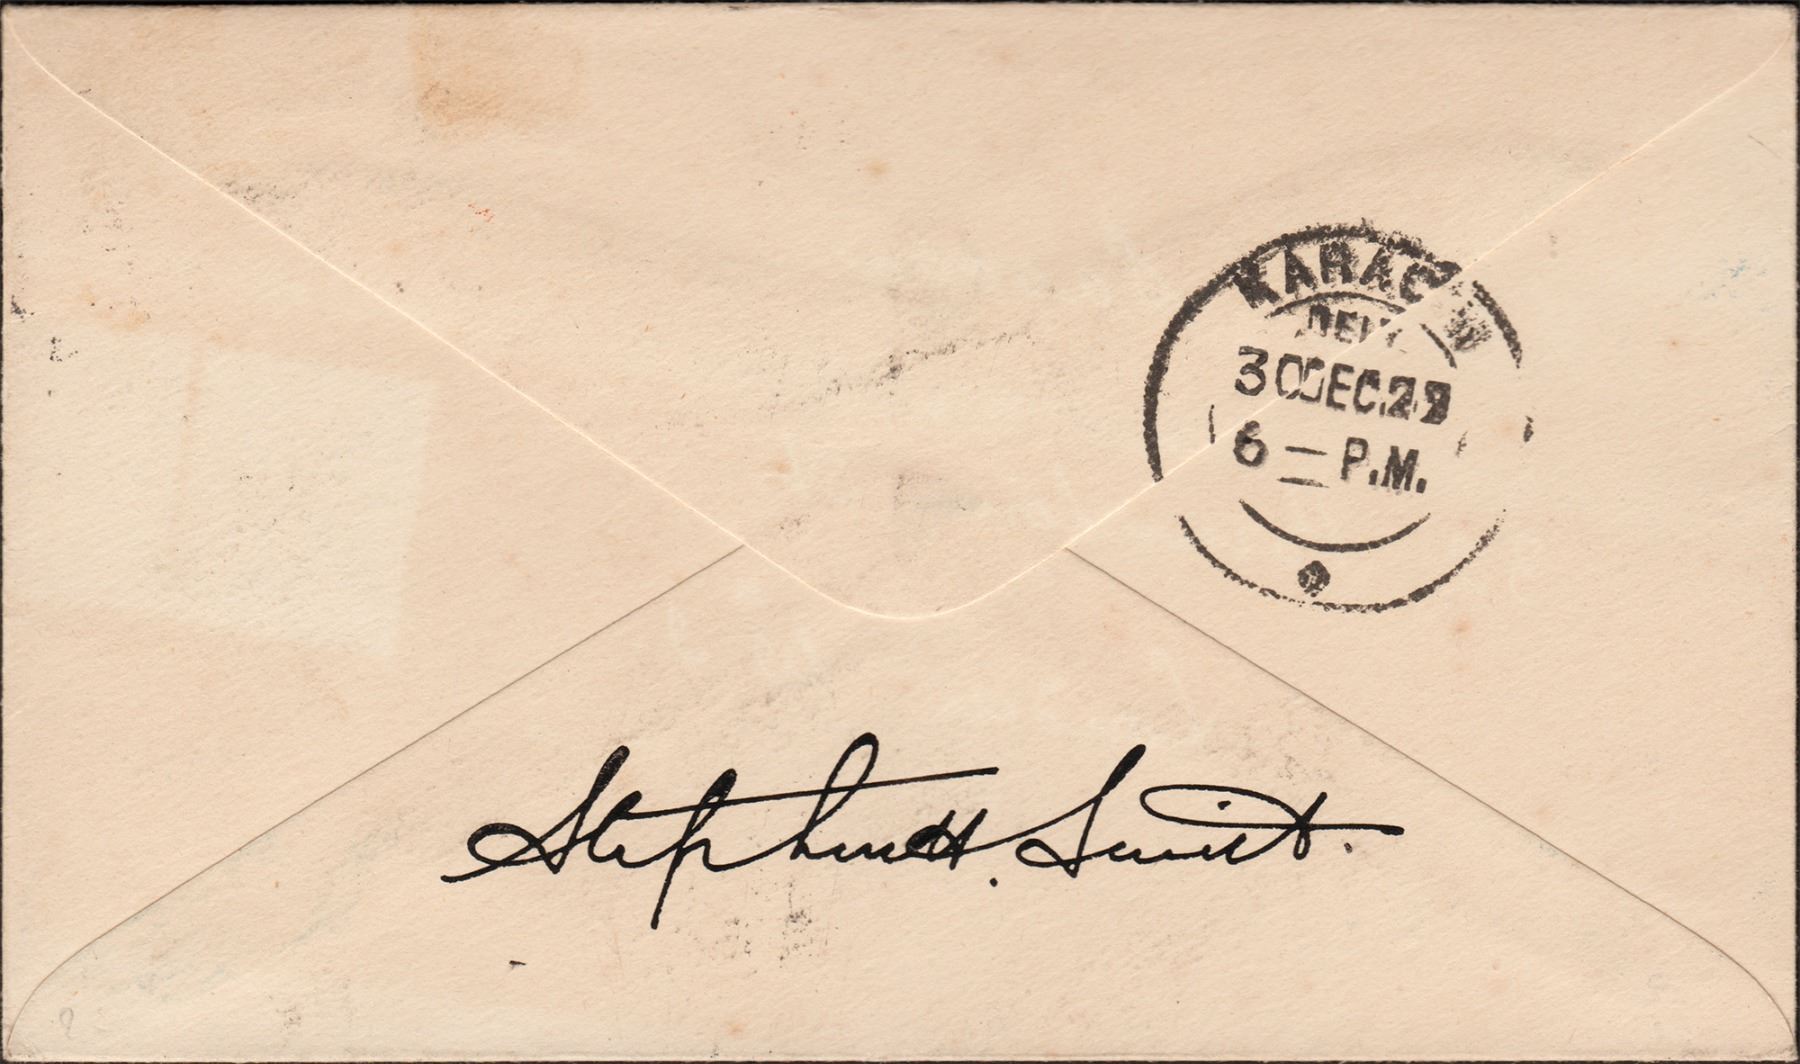 KARACHI
DELY
30 DEC.29
6 — P.M.
Stephen H. Smith.